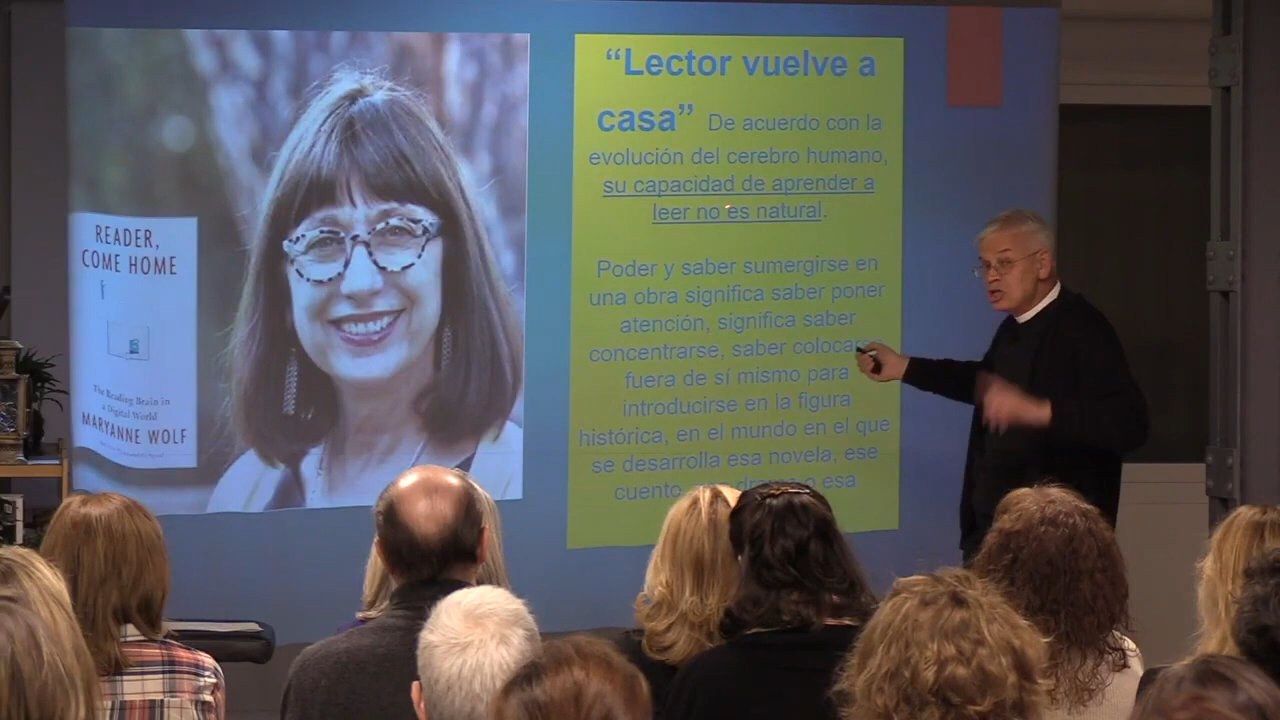 READER,
COME HOME
The Reading Brain in
a Digital World
MARYANNE WOLF
“Lector vuelve a
casa” De acuerdo con la
evolución del cerebro humano,
su capacidad de aprender a
leer no es natural.
Poder y saber sumergirse en
una obra significa saber poner
atención, significa saber
concentrarse, saber
fuera de sí mismo para
introducirse en la figura
histórica, en el mundo en el que
se desarrolla esa novela, ese
cuento o esa